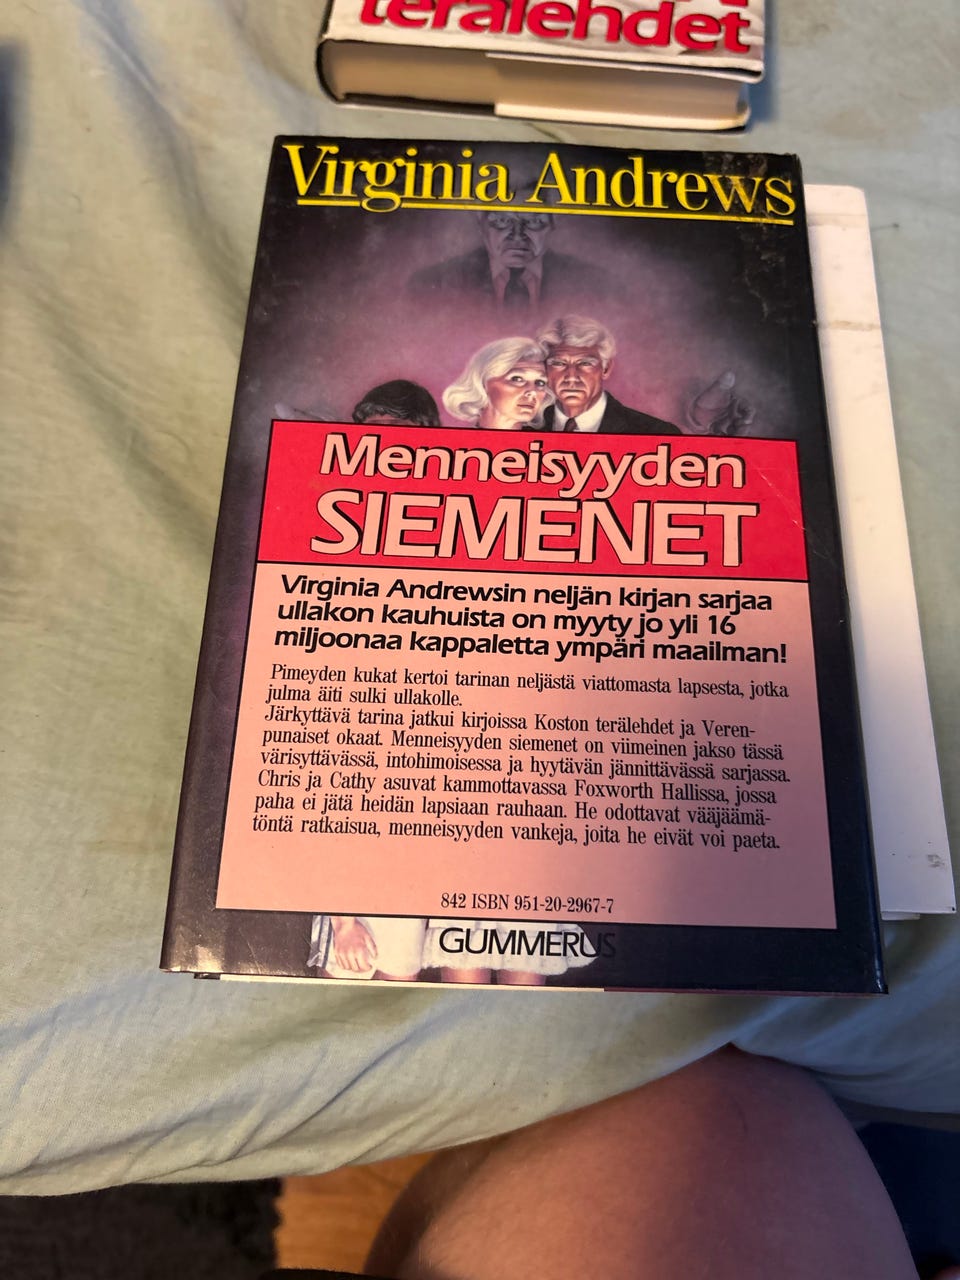 terälehdet
Virginia Andrews
Menneisyyden
SIEMENET
Virginia Andrewsin neljän kirjan sarjaa
ullakon kauhuista on myyty jo yli 16
miljoonaa kappaletta ympäri maailman!
Pimeyden kukat kertoi tarinan neljästä viattomasta lapsesta, jotka
julma äiti sulki ullakolle.
Järkyttävä tarina jatkui kirjoissa Koston terälehdet ja Veren-
punaiset okaat. Menneisyyden siemenet on viimeinen jakso tässä
värisyttävässä, intohimoisessa ja hyytävän jännittävässä sarjassa.
Chris ja Cathy asuvat kammottavassa Foxworth Hallissa, jossa
paha ei jätä heidän lapsiaan rauhaan. He odottavat vääjäämä-
töntä ratkaisua, menneisyyden vankeja, joita he eivät voi paeta.
842 ISBN 951-20-2967-7
GUMMERUS